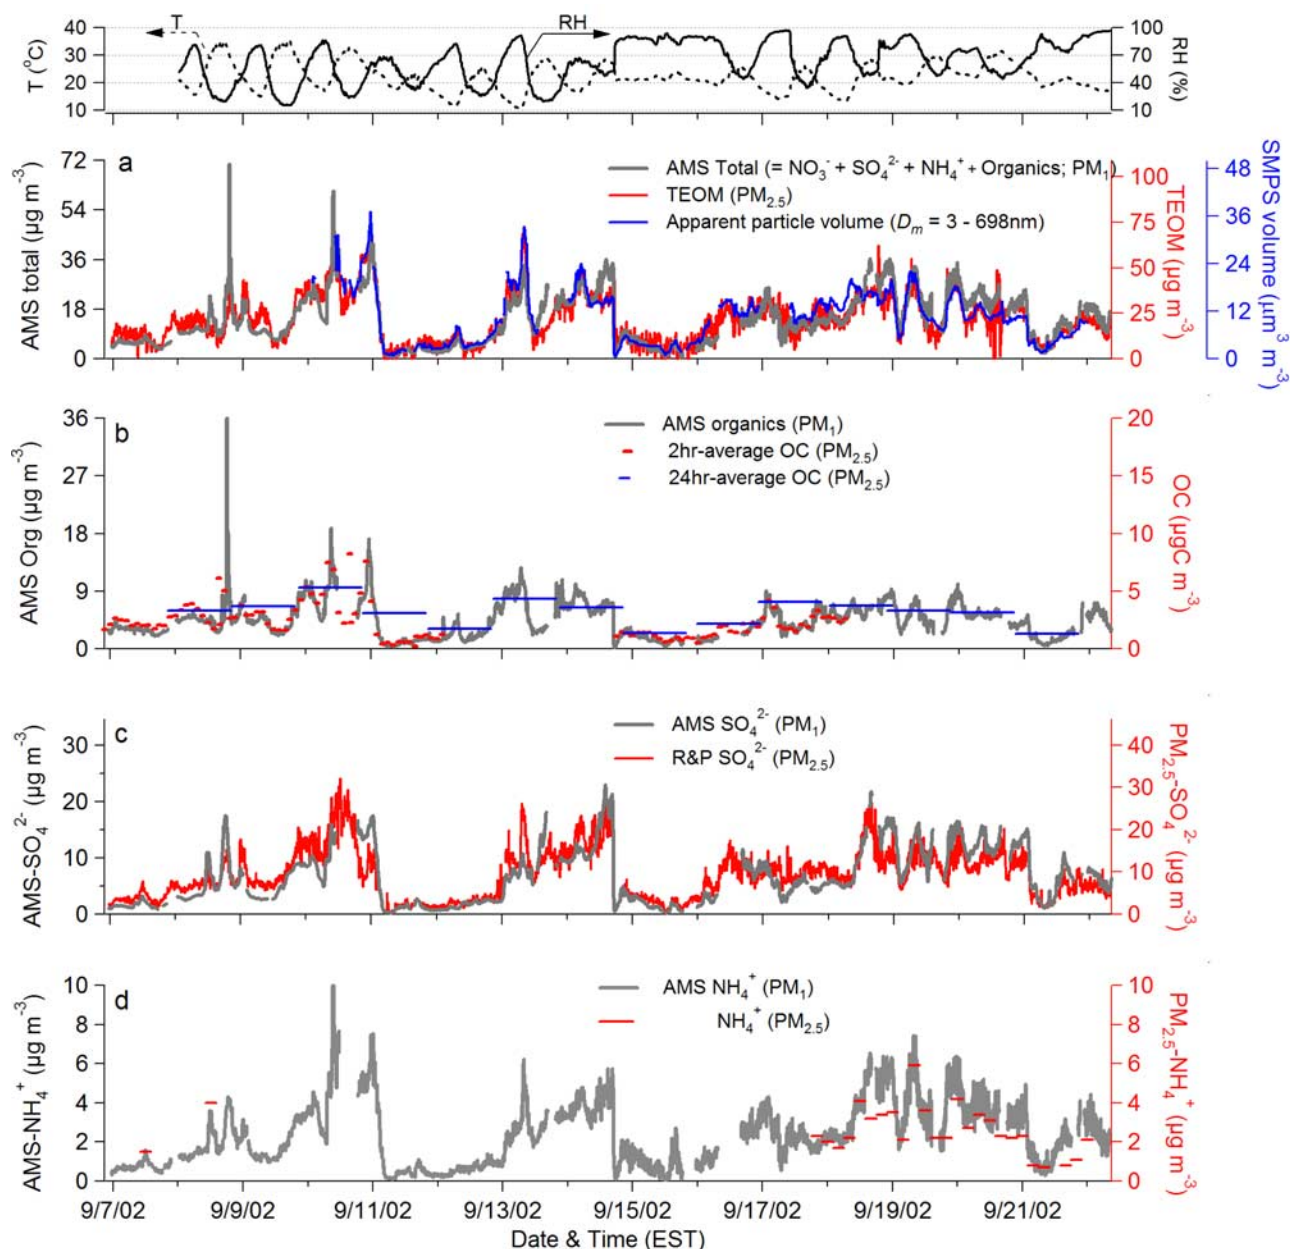 T
RH
T (°C)
40
30
20
10
100
70
40
10
RH (%)
a
AMS Total (= NO₃⁻ + SO₄²⁻ + NH₄⁺ + Organics; PM₁)
TEOM (PM₂.₅)
Apparent particle volume (Dₘ = 3 - 698nm)
AMS total (µg m⁻³)
72
54
36
18
0
100
75
50
25
0
TEOM (µg m⁻³)
48
36
24
12
0
SMPS volume (µm³ m⁻³)
b
AMS organics (PM₁)
2hr-average OC (PM₂.₅)
24hr-average OC (PM₂.₅)
AMS Org (µg m⁻³)
36
27
18
9
0
20
15
10
5
0
OC (µgC m⁻³)
c
AMS SO₄²⁻ (PM₁)
R&P SO₄²⁻ (PM₂.₅)
AMS-SO₄²⁻ (µg m⁻³)
30
20
10
0
40
30
20
10
0
PM₂.₅-SO₄²⁻ (µg m⁻³)
d
AMS NH₄⁺ (PM₁)
NH₄⁺ (PM₂.₅)
AMS-NH₄⁺ (µg m⁻³)
10
8
6
4
2
0
10
8
6
4
2
0
PM₂.₅-NH₄⁺ (µg m⁻³)
9/7/02 9/9/02 9/11/02 9/13/02 9/15/02 9/17/02 9/19/02 9/21/02
Date & Time (EST)